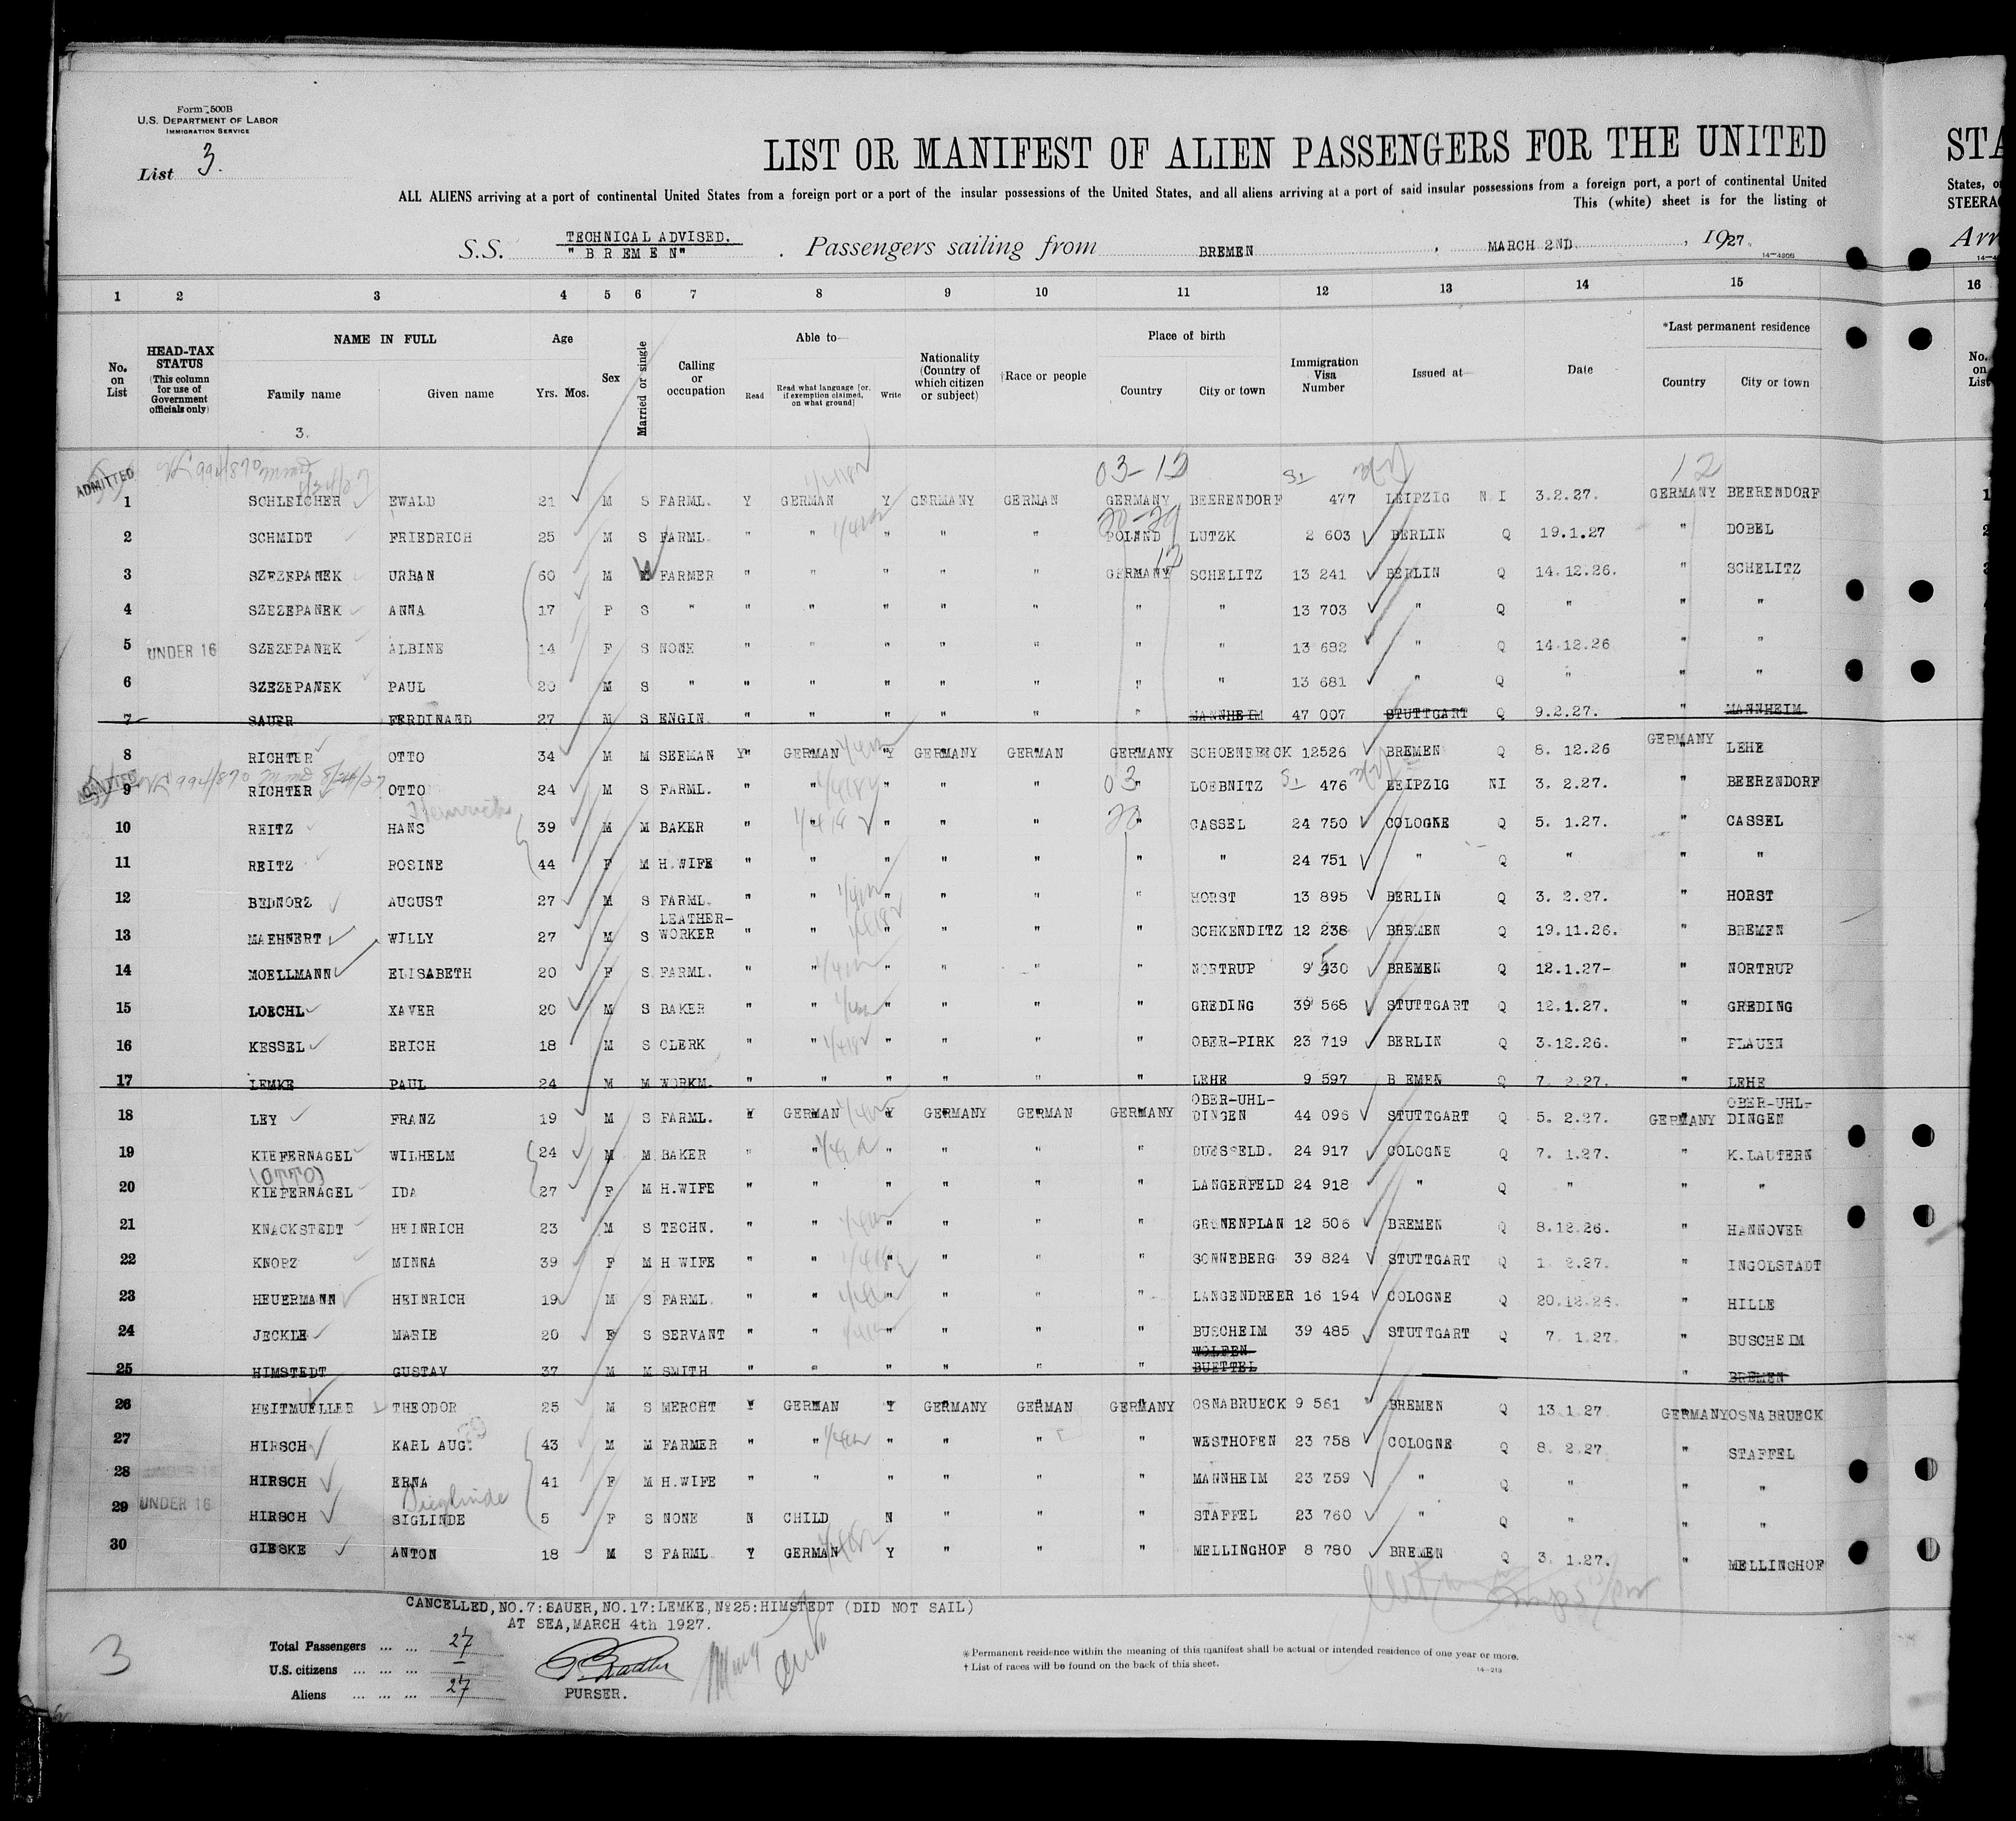 Form 500B
U.S. DEPARTMENT OF LABOR
IMMIGRATION SERVICE
List 3.
LIST OR MANIFEST OF ALIEN PASSENGERS FOR THE UNITED STA
ALL ALIENS arriving at a port of continental United States from a foreign port or a port of the insular possessions of the United States, and all aliens arriving at a port of said insular possessions from a foreign port, a port of continental United States, o
This (white) sheet is for the listing of STEERA
TECHNICAL ADVISED.
S.S. "BREMEN". Passengers sailing from BREMEN, MARCH 2ND, 1927. Arr
14-4906
1 2 3 4 5 6 7 8 9 10 11 12 13 14 15 16
No. on List
HEAD-TAX STATUS (This column for use of Government officials only)
NAME IN FULL
Family name Given name
Age
Yrs. Mos.
Sex
Married or single
Calling or occupation
Able to—
Read Read what language [or, if exemption claimed, on what ground] Write
Nationality (Country of which citizen or subject)
†Race or people
Place of birth
Country City or town
Immigration Visa Number
Issued at—
Date
*Last permanent residence
Country City or town
No. on List
3.
ADMITTED 03-12 12
1 SCHLEICHER EWALD 21 M S FARML. Y GERMAN Y GERMANY GERMAN GERMANY BEERENDORF 477 LEIPZIG N I 3.2.27. GERMANY BEERENDORF
2 SCHMIDT FRIEDRICH 25 M S FARML. " " " " " POLAND LUTZK 2 603 BERLIN Q 19.1.27 " DOBEL
3 SZEZEPANEK URBAN 60 M W FARMER " " " " " GERMANY SCHELITZ 13 241 BERLIN Q 14.12.26. " SCHELITZ
4 SZEZEPANEK ANNA 17 F S " " " " " " " " 13 703 " Q " " "
5 UNDER 16 SZEZEPANEK ALBINE 14 F S NONE " " " " " " " 13 682 " Q 14.12.26 " "
6 SZEZEPANEK PAUL 20 M S " " " " " " " " 13 681 " Q " " "
7 SAUER FERDINAND 27 M S ENGIN. " " " " " " MANNHEIM 47 007 STUTTGART Q 9.2.27. " MANNHEIM
8 RICHTER OTTO 34 M M SEEMAN Y" GERMAN "Y GERMANY GERMAN GERMANY SCHOENEBECK 12526 BREMEN Q 8. 12.26 GERMANY LEHE
9 RICHTER OTTO 24 M S FARML. " " " " " " LOEBNITZ 476 LEIPZIG NI 3. 2.27. " BEERENDORF
Heinrich
10 REITZ HANS 39 M M BAKER " " " " " " CASSEL 24 750 COLOGNE Q 5. 1.27. " CASSEL
11 REITZ ROSINE 44 F M H.WIFE " " " " " " " 24 751 " Q " " "
12 BEDNORZ AUGUST 27 M S FARML. " " " " " " HORST 13 895 BERLIN Q 3. 2.27. " HORST
13 MAEHNERT WILLY 27 M S LEATHER-WORKER " " " " " " SCHKENDITZ 12 238 BREMEN Q 19.11.26. " BREMEN
14 MOELLMANN ELISABETH 20 F S FARML. " " " " " " NORTRUP 9 530 BREMEN Q 12.1.27- " NORTRUP
15 LOECHL XAVER 20 M S BAKER " " " " " " GREDING 39 568 STUTTGART Q 12.1.27. " GREDING
16 KESSEL ERICH 18 M S CLERK " " " " " " OBER-PIRK 23 719 BERLIN Q 3.12.26. " PLAUEN
17 LEMKE PAUL 24 M M WORKM. " " " " " " LEHE 9 597 B EMEN Q 7. 2.27. " LEHE
18 LEY FRANZ 19 M S FARML. Y GERMAN Y GERMANY GERMAN GERMANY OBER-UHL-DINGEN 44 096 STUTTGART Q 5. 2.27. GERMANY OBER-UHL-DINGEN
19 KIEFERNAGEL WILHELM 24 M M BAKER " " " " " " DUESSELD. 24 917 COLOGNE Q 7. 1.27. " K.LAUTERN
(OTTO)
20 KIEFERNAGEL IDA 27 F M H.WIFE " " " " " " LANGERFELD 24 918 " Q " " "
21 KNACKSTEDT HEINRICH 23 M S TECHN. " " " " " " GRUNENPLAN 12 506 BREMEN Q 8.12.26. " HANNOVER
22 KNORZ MINNA 39 F M H WIFE " " " " " " SONNEBERG 39 824 STUTTGART Q 1. 2.27. " INGOLSTADT
23 HEUERMANN HEINRICH 19 M S FARML. " " " " " " LANGENDREER 16 194 COLOGNE Q 20.12.26. " HILLE
24 JECKLE MARIE 20 F S SERVANT " " " " " " BUSCHEIM 39 485 STUTTGART Q 7. 1.27. " BUSCHEIM
25 HIMSTEDT GUSTAV 37 M M SMITH " " " " " " WOLFEN BUETTEL " BREMEN
26 HEITMUELLER THEODOR 25 M S MERCHT Y GERMAN Y GERMANY GERMAN GERMANY OSNABRUECK 9 561 BREMEN Q 13.1.27 GERMANY OSNABRUECK
27 HIRSCH KARL AUG. 43 M M FARMER " " " " " " WESTHOFEN 23 758 COLOGNE Q 8. 2.27 " STAFFEL
28 HIRSCH ERNA 41 F M H.WIFE " " " " " " MANNHEIM 23 759 " Q " " "
Sieglinde
29 UNDER 16 HIRSCH SIGLINDE 5 F S NONE N CHILD N " " " STAFFEL 23 760 " Q " " "
30 GIESKE ANTON 18 M S FARML Y GERMAN Y " " " MELLINGHOF 8 780 BREMEN Q 3. 1.27. " MELLINGHOF
CANCELLED, NO.7: SAUER, NO.17: LEMKE, No25: HIMSTEDT (DID NOT SAIL)
AT SEA, MARCH 4th 1927.
3
Total Passengers ... ... 27
U.S. citizens ... ... ... –
Aliens ... ... ... 27
PURSER.
* Permanent residence within the meaning of this manifest shall be actual or intended residence of one year or more.
† List of races will be found on the back of this sheet.
14-213